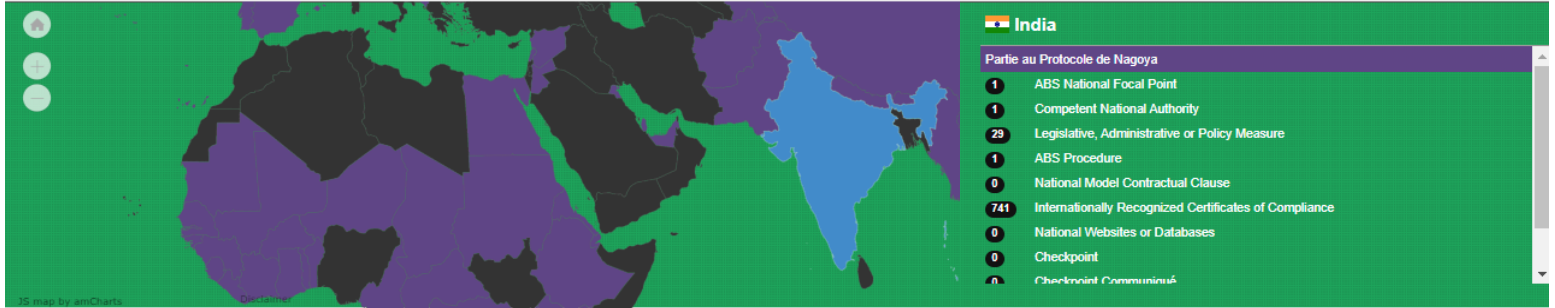 India
Partie au Protocole de Nagoya
1 ABS National Focal Point
1 Competent National Authority
29 Legislative, Administrative or Policy Measure
1 ABS Procedure
0 National Model Contractual Clause
741 Internationally Recognized Certificates of Compliance
0 National Websites or Databases
0 Checkpoint
0 Checkpoint Communiqué
JS map by amCharts
Disclaimer